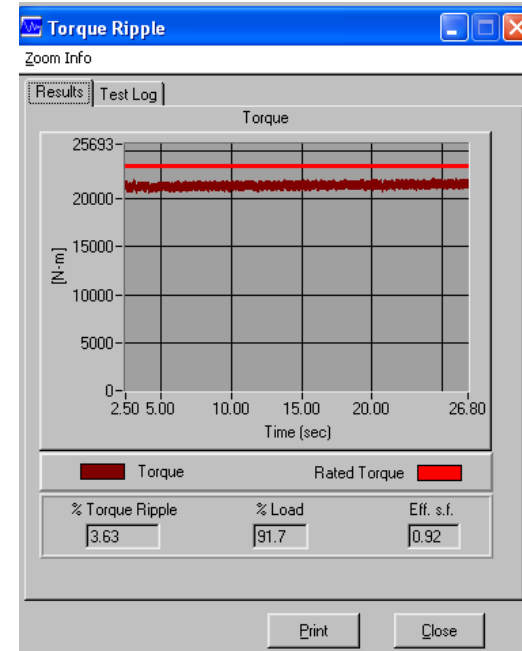 Torque Ripple
Zoom Info
Results Test Log
Torque
25693
20000
15000
10000
5000
0
[N-m]
2.50 5.00 10.00 15.00 20.00 26.80
Time (sec)
Torque Rated Torque
% Torque Ripple % Load Eff. s.f.
3.63 91.7 0.92
Print Close